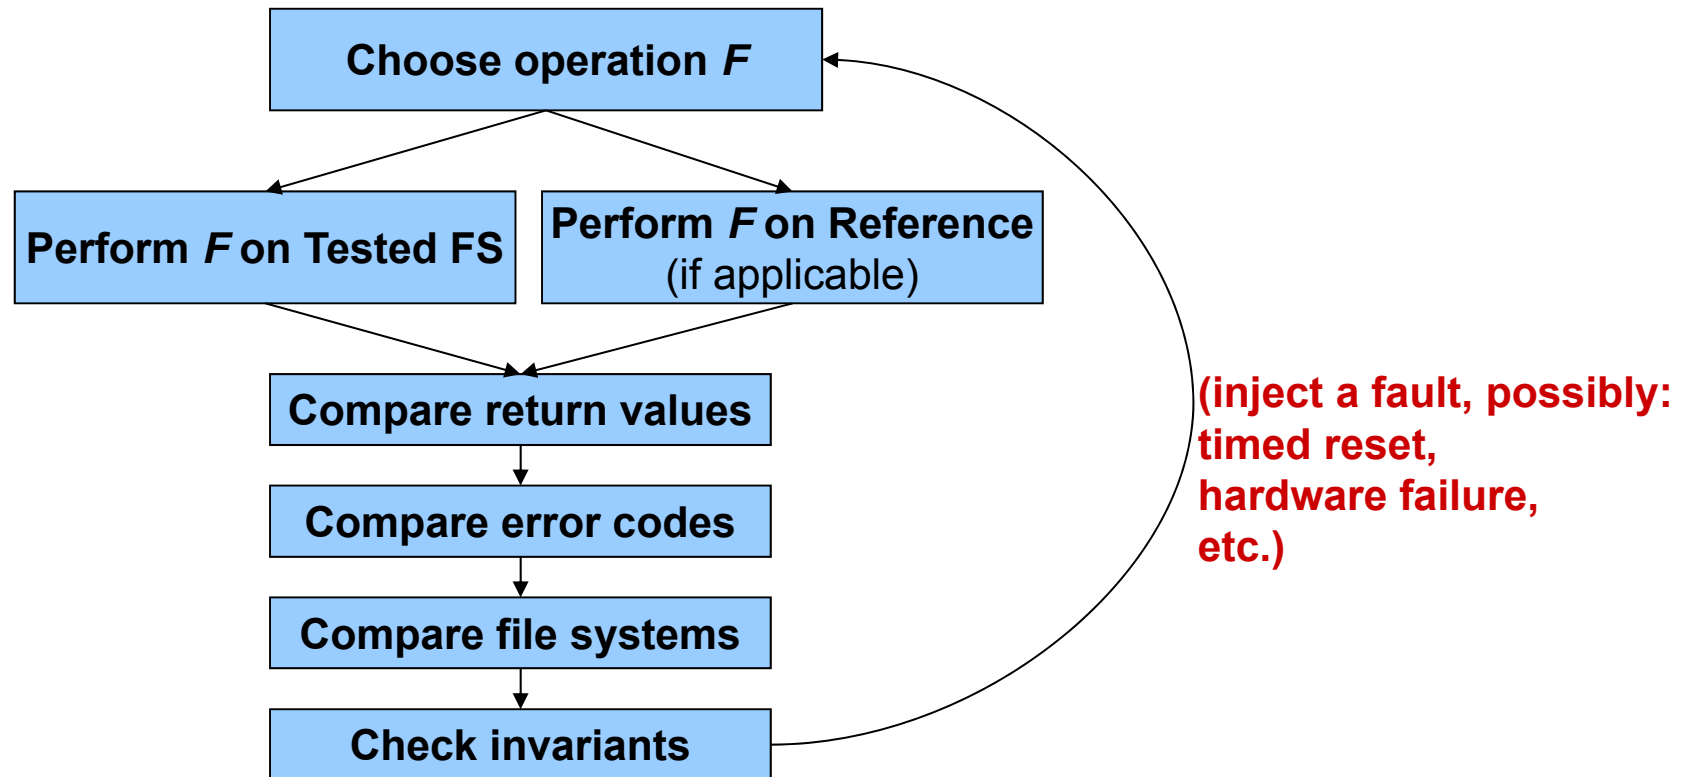 Choose operation F
Perform F on Tested FS
Perform F on Reference
(if applicable)
Compare return values
Compare error codes
Compare file systems
Check invariants
(inject a fault, possibly:
timed reset,
hardware failure,
etc.)